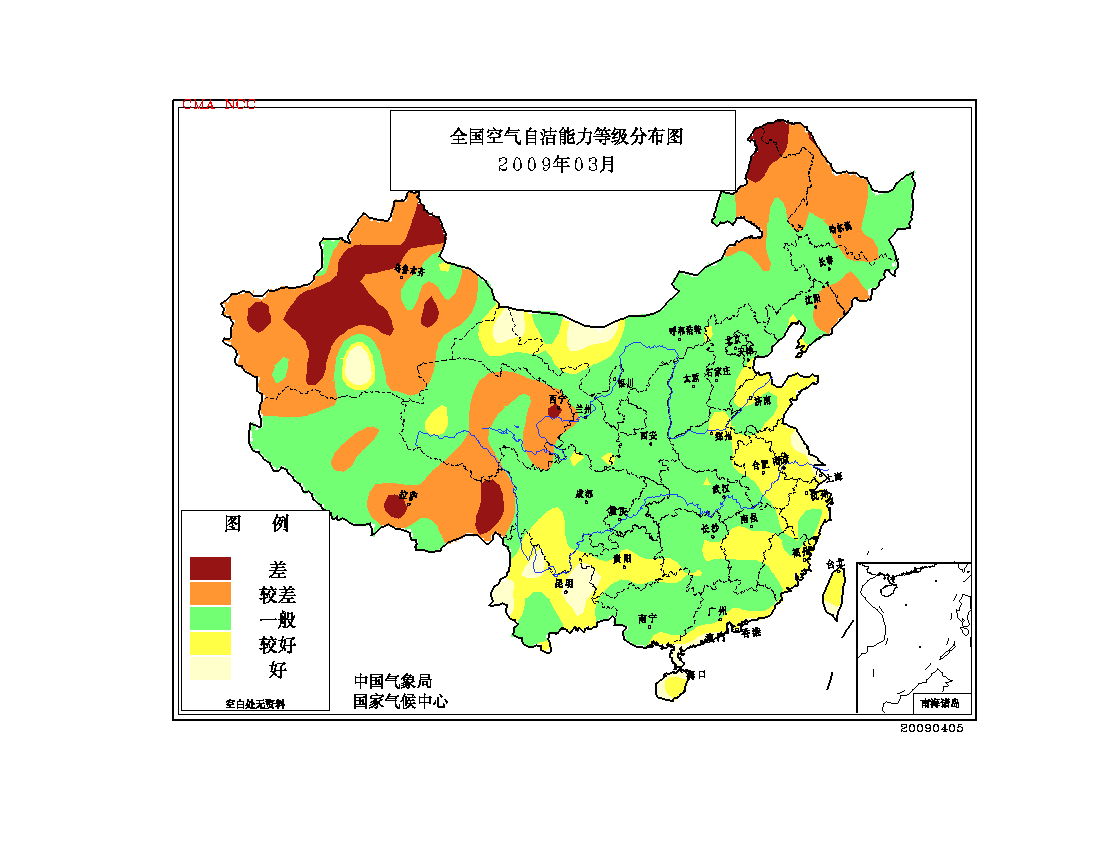 CMA NCC
全国空气自洁能力等级分布图
2009年03月
哈尔滨
长春
乌鲁木齐
沈阳
呼和浩特
北京
天津
银川
太原
石家庄
西宁
兰州
济南
西安
郑州
合肥
南京
上海
拉萨
成都
武汉
杭州
重庆
长沙
南昌
贵阳
福州
台北
昆明
南宁
广州
澳门
香港
海口
图 例
差
较差
一般
较好
好
空白处无资料
中国气象局
国家气候中心
南海诸岛
20090405